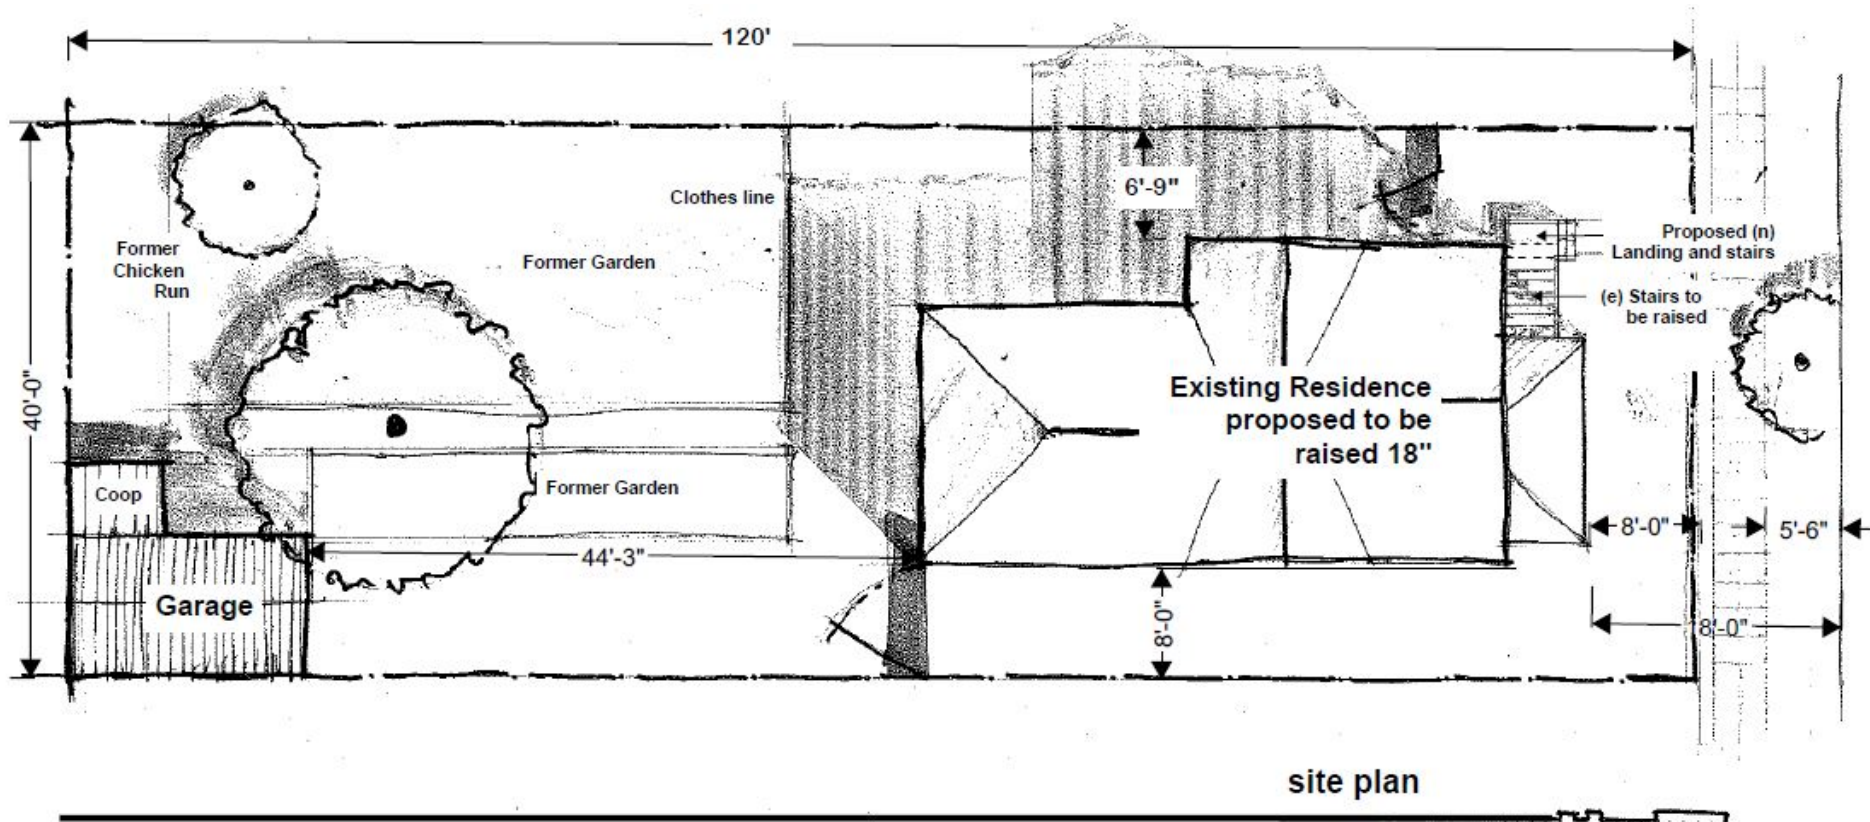 120'
6'-9"
Clothes line
Former
Chicken
Run
Former Garden
Proposed (n)
Landing and stairs
(e) Stairs to
be raised
40'-0"
Existing Residence
proposed to be
raised 18"
Coop
Former Garden
44'-3"
8'-0"
5'-6"
Garage
8'-0"
8'-0"
site plan